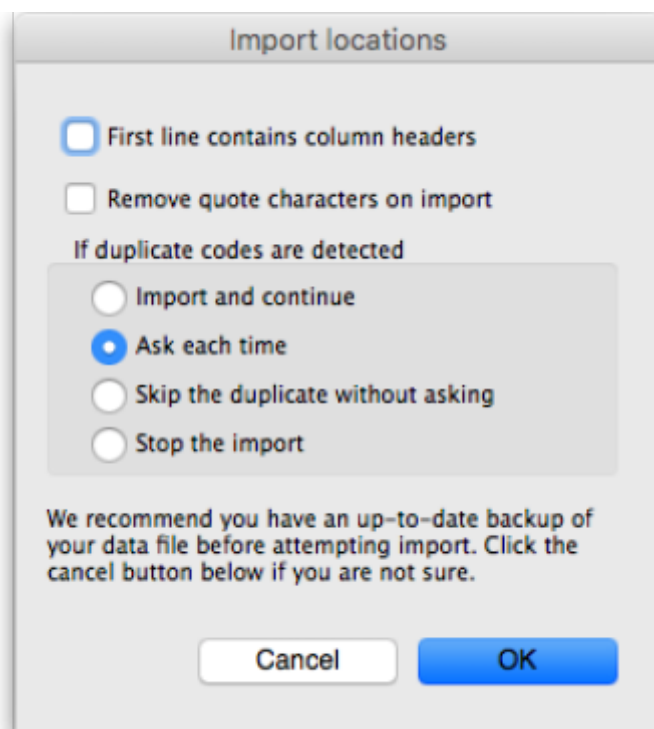 Import locations
First line contains column headers
Remove quote characters on import
If duplicate codes are detected
Import and continue
Ask each time
Skip the duplicate without asking
Stop the import
We recommend you have an up-to-date backup of
your data file before attempting import. Click the
cancel button below if you are not sure.
Cancel
OK